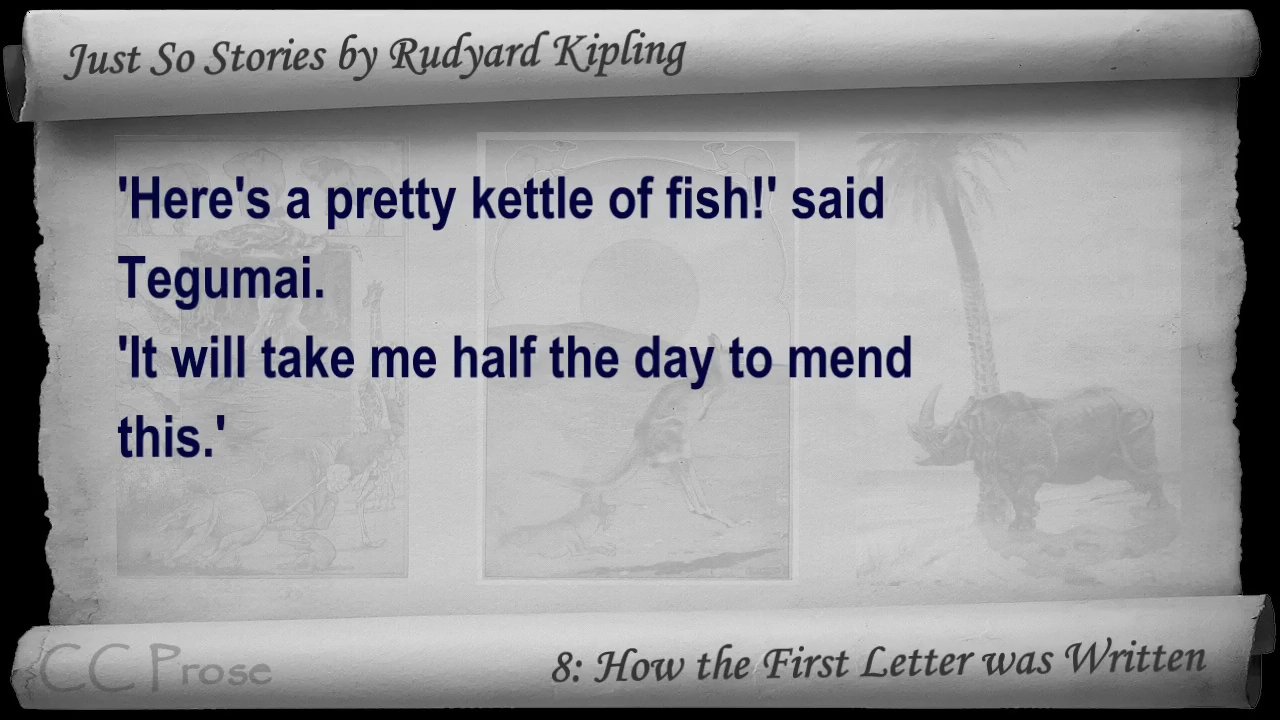 Just So Stories by Rudyard Kipling
'Here's a pretty kettle of fish!' said
Tegumai.
'It will take me half the day to mend
this.'
CC Prose
8: How the First Letter was Written